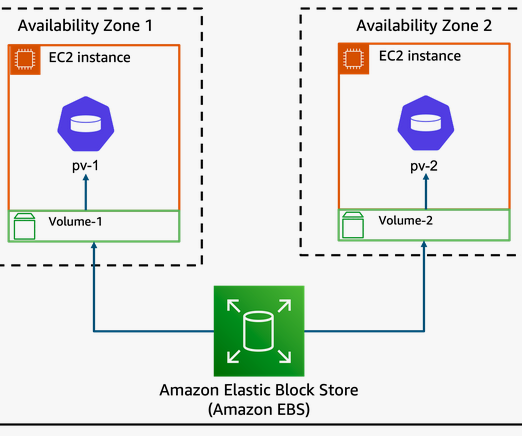 Availability Zone 1
EC2 instance
pv-1
Volume-1
Availability Zone 2
EC2 instance
pv-2
Volume-2
Amazon Elastic Block Store
(Amazon EBS)